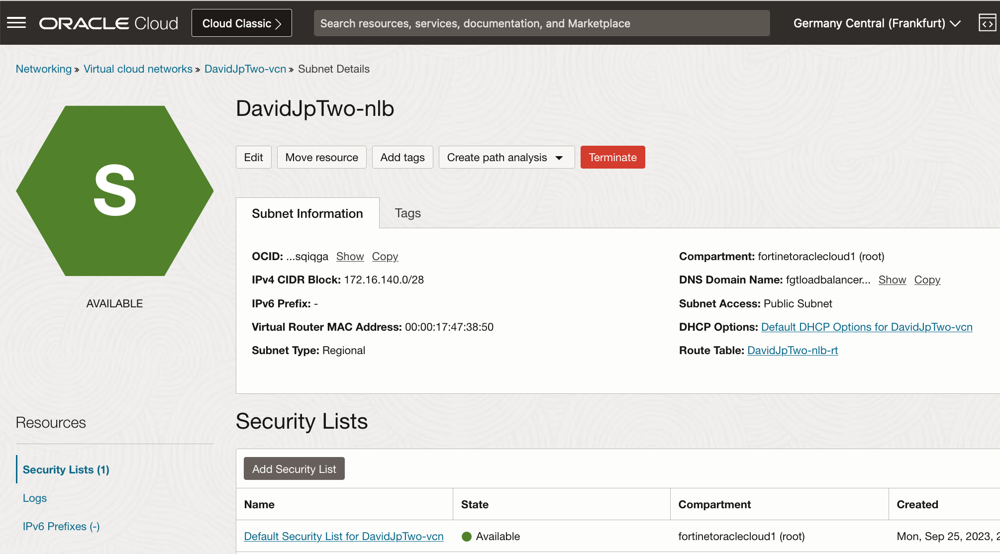 ORACLE Cloud
Cloud Classic
Search resources, services, documentation, and Marketplace
Germany Central (Frankfurt)
Networking » Virtual cloud networks » DavidJpTwo-vcn » Subnet Details
S
AVAILABLE
DavidJpTwo-nlb
Edit
Move resource
Add tags
Create path analysis
Terminate
Subnet Information
Tags
OCID: ...sqiqga Show Copy
IPv4 CIDR Block: 172.16.140.0/28
IPv6 Prefix: -
Virtual Router MAC Address: 00:00:17:47:38:50
Subnet Type: Regional
Compartment: fortinetoraclecloud1 (root)
DNS Domain Name: fgtloadbalancer... Show Copy
Subnet Access: Public Subnet
DHCP Options: Default DHCP Options for DavidJpTwo-vcn
Route Table: DavidJpTwo-nlb-rt
Resources
Security Lists (1)
Logs
IPv6 Prefixes (-)
Security Lists
Add Security List
Name State Compartment Created
Default Security List for DavidJpTwo-vcn Available fortinetoraclecloud1 (root) Mon, Sep 25, 2023,